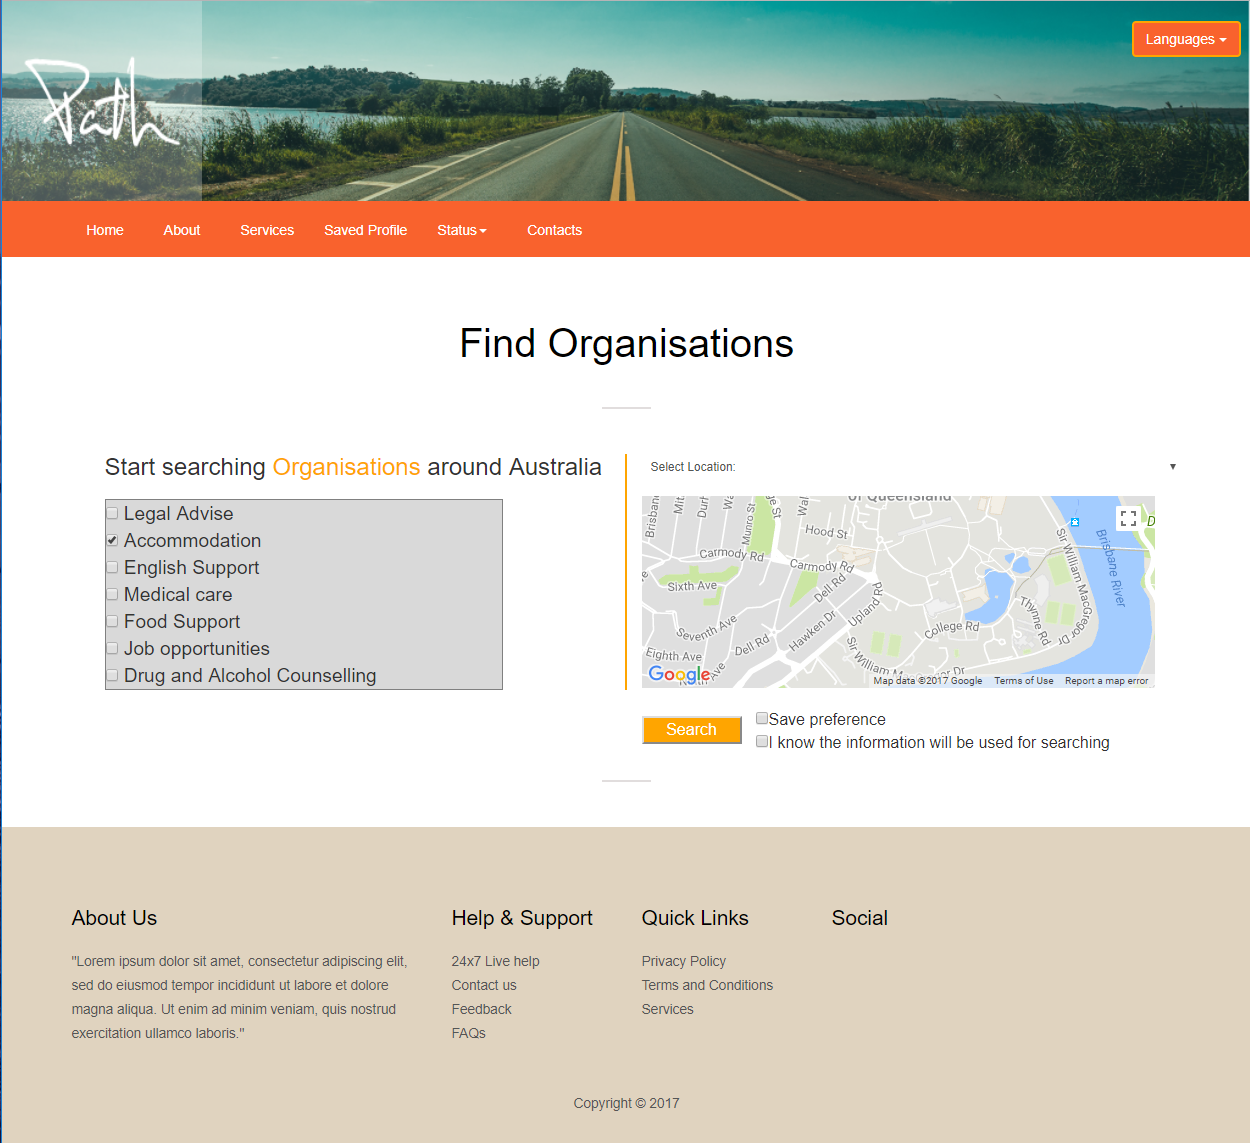 Languages
Path
Home
About
Services
Saved Profile
Status
Contacts
Find Organisations
Start searching Organisations around Australia
Legal Advise
Accommodation
English Support
Medical care
Food Support
Job opportunities
Drug and Alcohol Counselling
Select Location:
of Queensland
Brisbane River
Sir William MacGregor Dr
Munro St
Hood St
Carmody Rd
Carmody Rd
Sixth Ave
Dell Rd
Upland Rd
Hawken Dr
Seventh Ave
Dell Rd
College Rd
Thynne Rd
Eighth Ave
Google
Map data ©2017 Google
Terms of Use
Report a map error
Search
Save preference
I know the information will be used for searching
About Us
"Lorem ipsum dolor sit amet, consectetur adipiscing elit,
sed do eiusmod tempor incididunt ut labore et dolore
magna aliqua. Ut enim ad minim veniam, quis nostrud
exercitation ullamco laboris."
Help & Support
24x7 Live help
Contact us
Feedback
FAQs
Quick Links
Privacy Policy
Terms and Conditions
Services
Social
Copyright © 2017